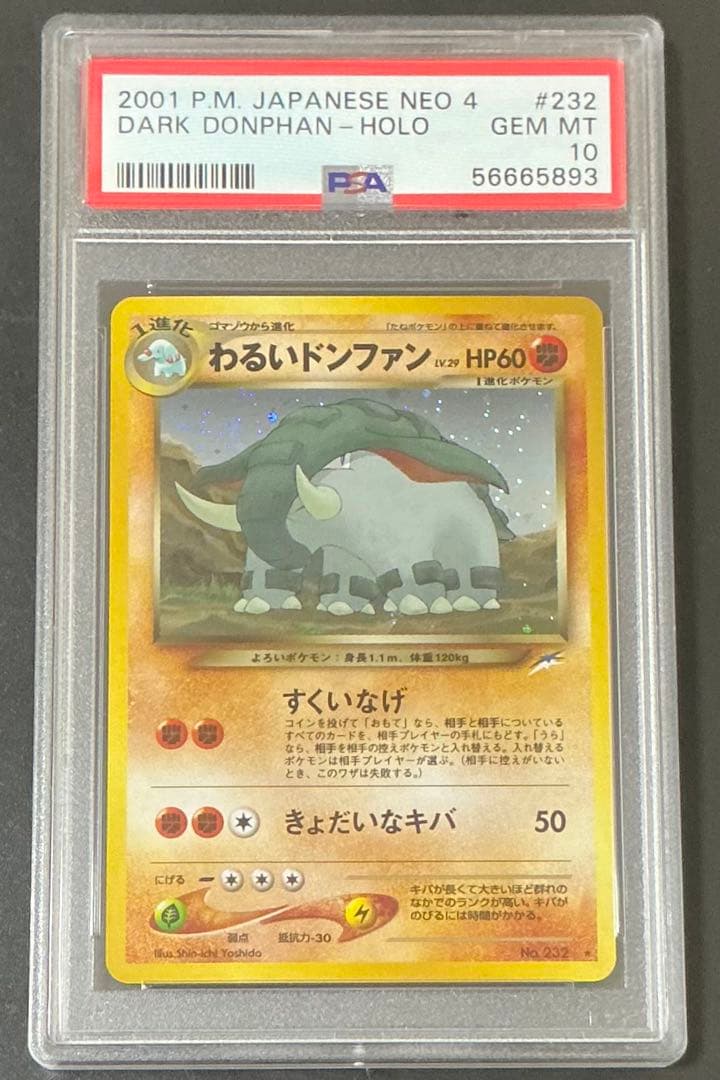 2001 P.M. JAPANESE NEO 4 #232
DARK DONPHAN - HOLO GEM MT
10
PSA 56665893
1進化 ゴマゾウから進化 「たねポケモン」の上に重ねて進化させます。
わるいドンファン LV.29 HP60
1進化ポケモン
よろいポケモン：身長1.1m、体重120kg
すくいなげ
コインを投げて「おもて」なら、相手と相手についている
すべてのカードを、相手プレイヤーの手札にもどす。「うら」
なら、相手を相手の控えポケモンと入れ替える。入れ替える
ポケモンは相手プレイヤーが選ぶ。（相手に控えがいない
とき、このワザは失敗する。）
きょだいなキバ 50
にげる
キバが長くて大きいほど群れの
なかでのランクが高い。キバが
のびるには時間がかかる。
弱点 抵抗力-30
Illus. Shin-ichi Yoshida No. 232 ★